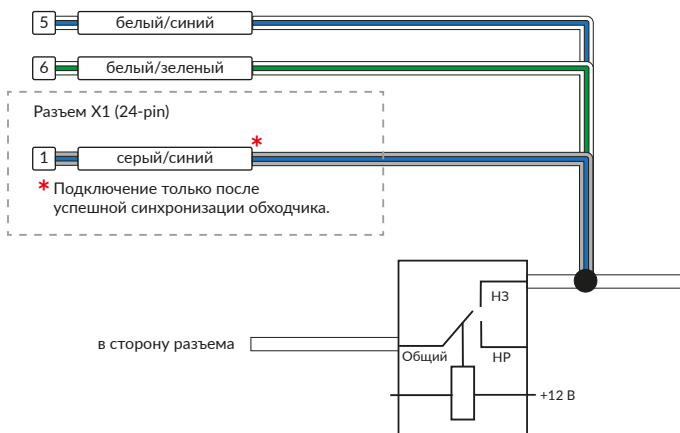 5 белый/синий
6 белый/зеленый
Разъем X1 (24-pin)
1 серый/синий *
* Подключение только после
успешной синхронизации обходчика.
НЗ
в сторону разъема
Общий НР
+12 В